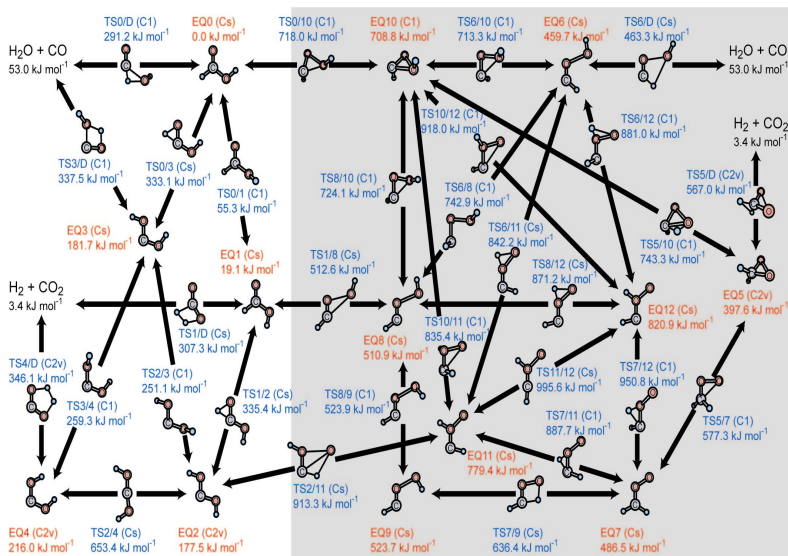 TS0/D (C1)
291.2 kJ mol-1
EQ0 (Cs)
0.0 kJ mol-1
TS0/10 (C1)
718.0 kJ mol-1
EQ10 (C1)
708.8 kJ mol-1
TS6/10 (C1)
713.3 kJ mol-1
EQ6 (Cs)
459.7 kJ mol-1
TS6/D (Cs)
463.3 kJ mol-1
H2O + CO
53.0 kJ mol-1
H2O + CO
53.0 kJ mol-1
TS3/D (C1)
337.5 kJ mol-1
TS0/3 (Cs)
333.1 kJ mol-1
TS0/1 (C1)
55.3 kJ mol-1
TS10/12 (C1)
918.0 kJ mol-1
TS6/12 (C1)
881.0 kJ mol-1
H2 + CO2
3.4 kJ mol-1
TS8/10 (C1)
724.1 kJ mol-1
TS6/8 (C1)
742.9 kJ mol-1
TS5/D (C2v)
567.0 kJ mol-1
EQ3 (Cs)
181.7 kJ mol-1
EQ1 (Cs)
19.1 kJ mol-1
TS1/8 (Cs)
512.6 kJ mol-1
TS6/11 (Cs)
842.2 kJ mol-1
TS8/12 (Cs)
871.2 kJ mol-1
TS5/10 (C1)
743.3 kJ mol-1
H2 + CO2
3.4 kJ mol-1
EQ5 (C2v)
397.6 kJ mol-1
EQ12 (Cs)
820.9 kJ mol-1
TS1/D (Cs)
307.3 kJ mol-1
EQ8 (Cs)
510.9 kJ mol-1
TS10/11 (C1)
835.4 kJ mol-1
TS4/D (C2v)
346.1 kJ mol-1
TS2/3 (C1)
251.1 kJ mol-1
TS11/12 (Cs)
995.6 kJ mol-1
TS7/12 (C1)
950.8 kJ mol-1
TS3/4 (C1)
259.3 kJ mol-1
TS1/2 (Cs)
335.4 kJ mol-1
TS8/9 (C1)
523.9 kJ mol-1
TS7/11 (C1)
887.7 kJ mol-1
TS5/7 (C1)
577.3 kJ mol-1
EQ11 (Cs)
779.4 kJ mol-1
TS2/11 (Cs)
913.3 kJ mol-1
EQ4 (C2v)
216.0 kJ mol-1
TS2/4 (Cs)
653.4 kJ mol-1
EQ2 (C2v)
177.5 kJ mol-1
EQ9 (Cs)
523.7 kJ mol-1
TS7/9 (Cs)
636.4 kJ mol-1
EQ7 (Cs)
486.5 kJ mol-1